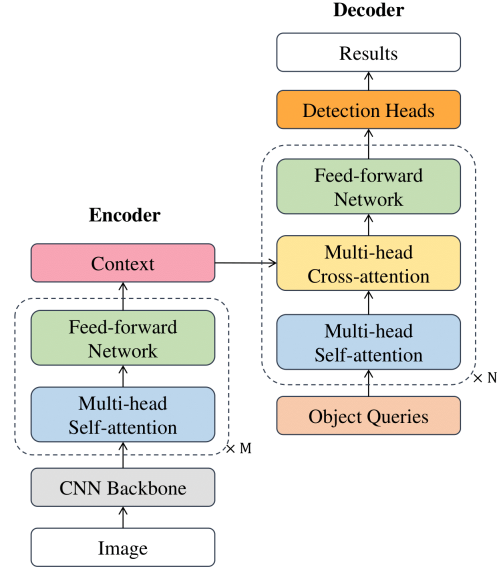 Decoder
Results
Detection Heads
Feed-forward
Network
Multi-head
Cross-attention
Multi-head
Self-attention
× N
Object Queries
Encoder
Context
Feed-forward
Network
Multi-head
Self-attention
× M
CNN Backbone
Image